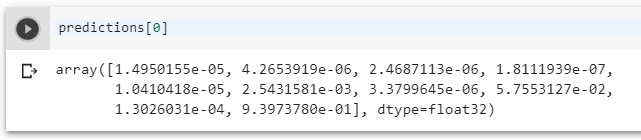 predictions[0]
array([1.4950155e-05, 4.2653919e-06, 2.4687113e-06, 1.8111939e-07,
1.0410418e-05, 2.5431581e-03, 3.3799645e-06, 5.7553127e-02,
1.3026031e-04, 9.3973780e-01], dtype=float32)